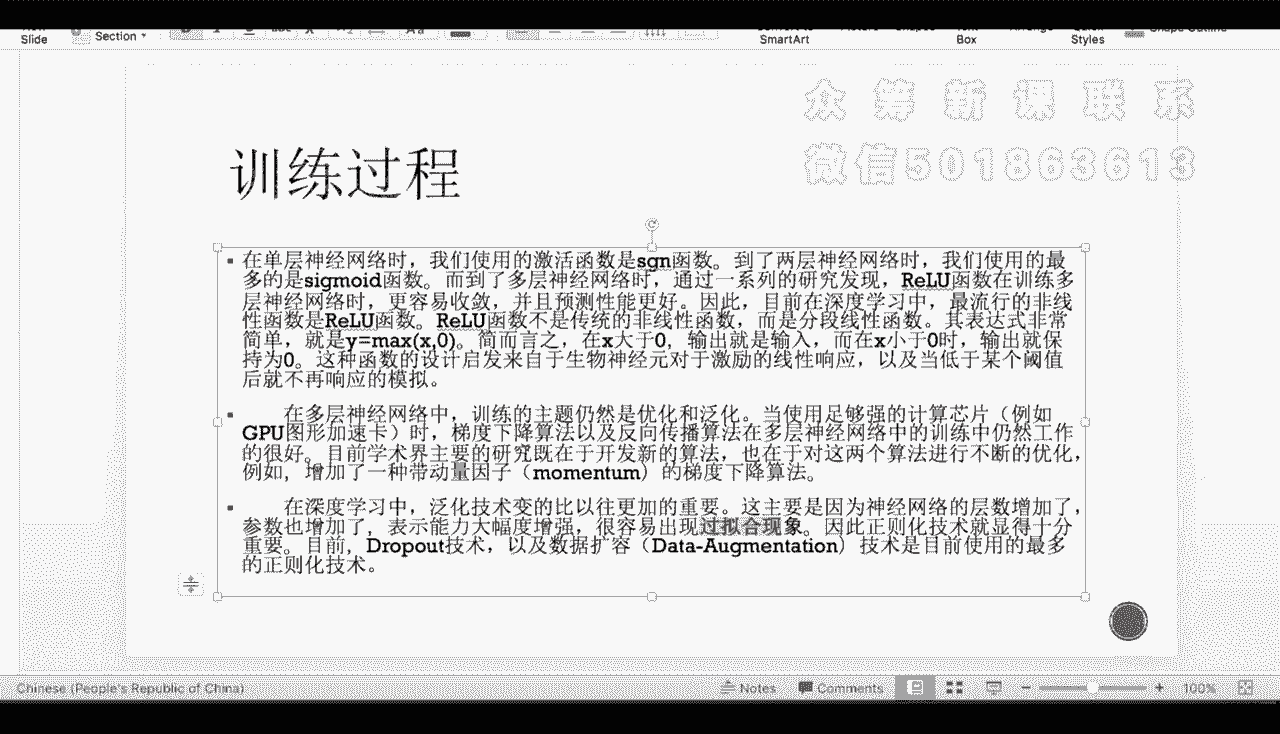 Slide
Section
SmartArt
Box
Styles
众筹新课联系
微信501863613
训练过程
▪ 在单层神经网络时，我们使用的激活函数是sgn函数。到了两层神经网络时，我们使用的最
多的是sigmoid函数。而到了多层神经网络时，通过一系列的研究发现，ReLU函数在训练多
层神经网络时，更容易收敛，并且预测性能更好。因此，目前在深度学习中，最流行的非线
性函数是ReLU函数。ReLU函数不是传统的非线性函数，而是分段线性函数。其表达式非常
简单，就是y=max(x,0)。简而言之，在x大于0，输出就是输入，而在x小于0时，输出就保
持为0。这种函数的设计启发来自于生物神经元对于激励的线性响应，以及当低于某个阈值
后就不再响应的模拟。
▪ 在多层神经网络中，训练的主题仍然是优化和泛化。当使用足够强的计算芯片（例如
GPU图形加速卡）时，梯度下降算法以及反向传播算法在多层神经网络中的训练中仍然工作
的很好。目前学术界主要的研究既在于开发新的算法，也在于对这两个算法进行不断的优化，
例如，增加了一种带动量因子（momentum）的梯度下降算法。
▪ 在深度学习中，泛化技术变的比以往更加的重要。这主要是因为神经网络的层数增加了，
参数也增加了，表示能力大幅度增强，很容易出现过拟合现象。因此正则化技术就显得十分
重要。目前，Dropout技术，以及数据扩容（Data-Augmentation）技术是目前使用的最多
的正则化技术。
Chinese (People's Republic of China)
Notes
Comments
100%